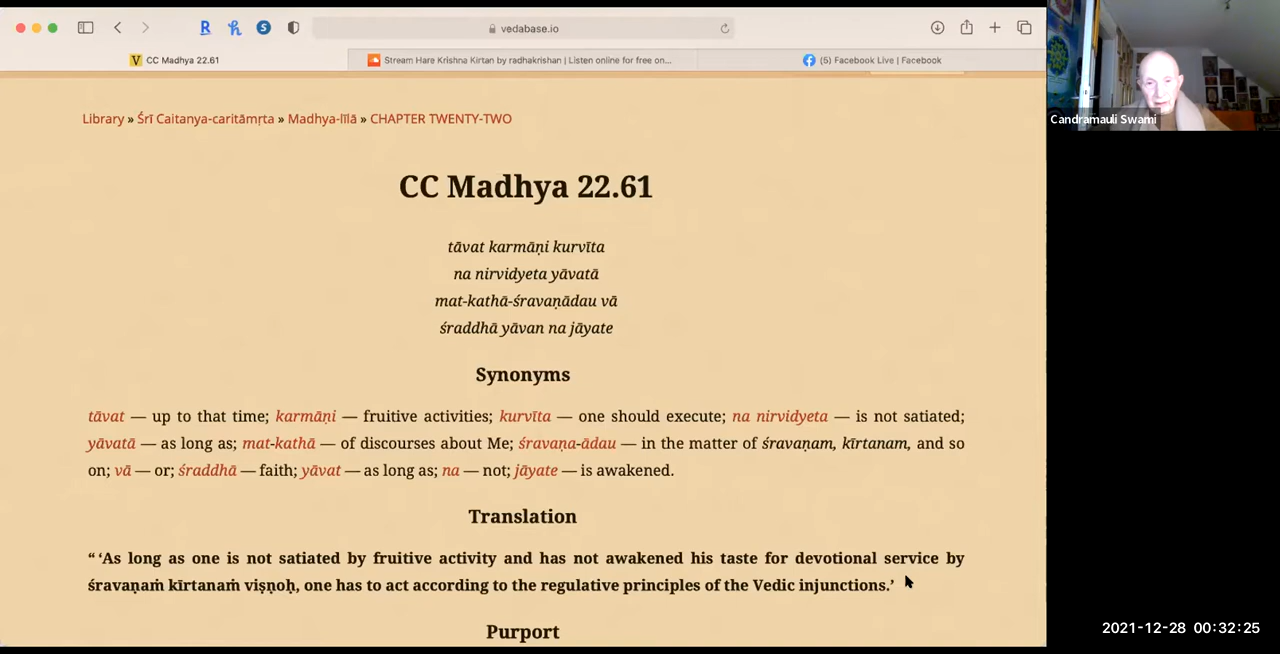 vedabase.io
CC Madhya 22.61
Stream Hare Krishna Kirtan by radhakrishan | Listen online for free on...
(5) Facebook Live | Facebook
Candramauli Swami
Library » Śrī Caitanya-caritāmṛta » Madhya-līlā » CHAPTER TWENTY-TWO
CC Madhya 22.61
tāvat karmāṇi kurvīta
na nirvidyeta yāvatā
mat-kathā-śravaṇādau vā
śraddhā yāvan na jāyate
Synonyms
tāvat — up to that time; karmāṇi — fruitive activities; kurvīta — one should execute; na nirvidyeta — is not satiated;
yāvatā — as long as; mat-kathā — of discourses about Me; śravaṇa-ādau — in the matter of śravaṇam, kīrtanam, and so
on; vā — or; śraddhā — faith; yāvat — as long as; na — not; jāyate — is awakened.
Translation
“ ‘As long as one is not satiated by fruitive activity and has not awakened his taste for devotional service by
śravaṇaṁ kīrtanaṁ viṣṇoḥ, one has to act according to the regulative principles of the Vedic injunctions.’
Purport
2021-12-28 00:32:25